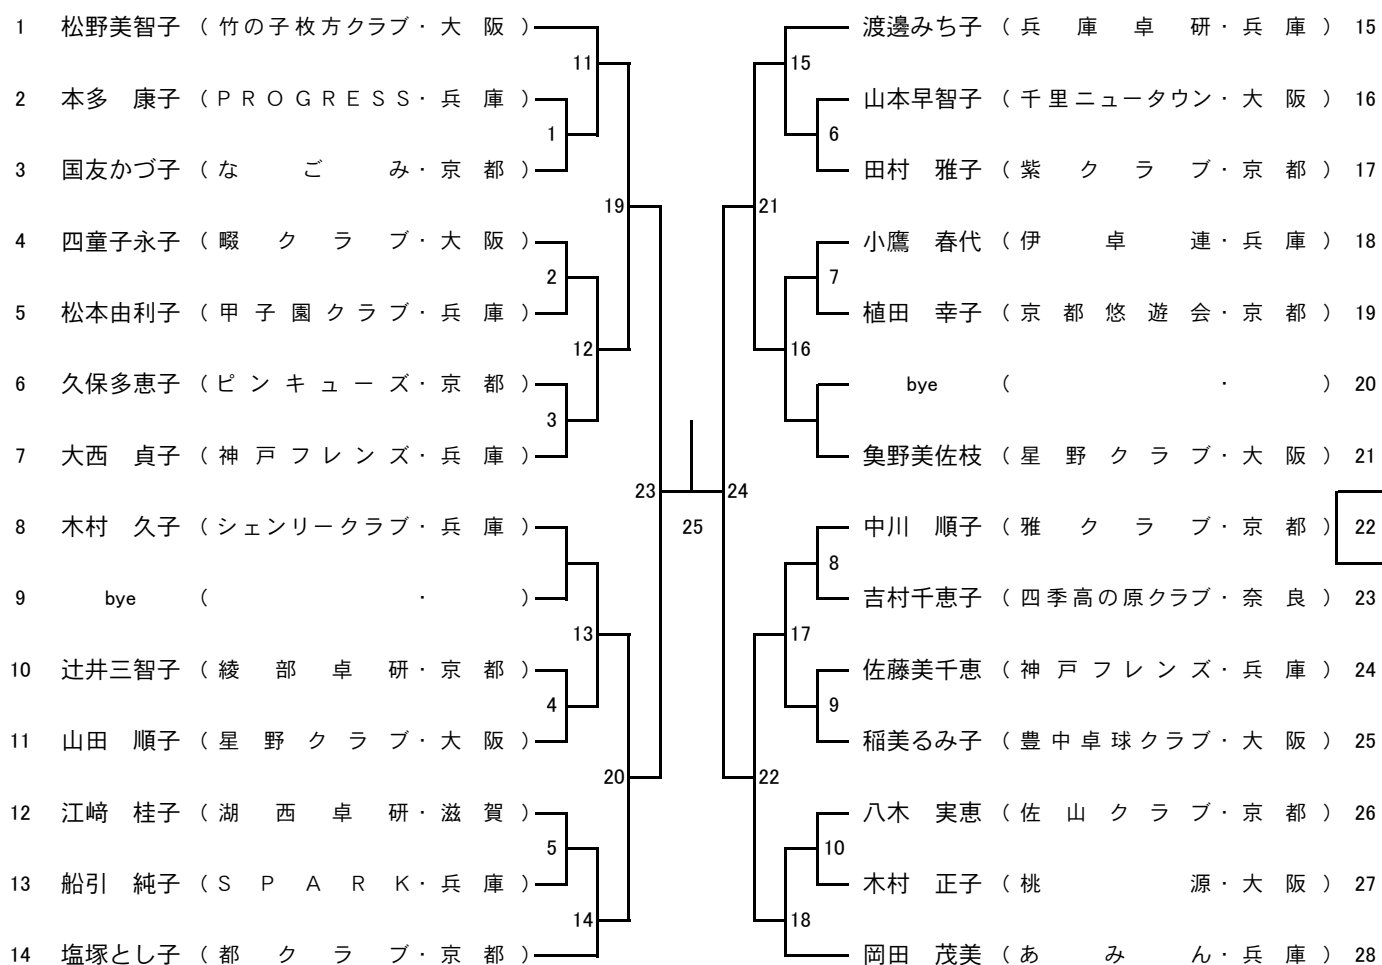 1 松野美智子 （ 竹の子枚方クラブ ・ 大 阪 ）
11
2 本多 康子 （ ＰＲＯＧＲＥＳＳ ・ 兵 庫 ）
1
3 国友かづ子 （ な ご み ・ 京 都 ）
19
4 四童子永子 （ 畷 ク ラ ブ ・ 大 阪 ）
2
5 松本由利子 （ 甲 子 園 ク ラ ブ ・ 兵 庫 ）
12
6 久保多恵子 （ ピ ン キ ュ ー ズ ・ 京 都 ）
3
7 大西 貞子 （ 神 戸 フ レ ン ズ ・ 兵 庫 ）
23
8 木村 久子 （ シェンリークラブ ・ 兵 庫 ）
9 bye （ ・ ）
13
10 辻井三智子 （ 綾 部 卓 研 ・ 京 都 ）
4
11 山田 順子 （ 星 野 ク ラ ブ ・ 大 阪 ）
20
12 江﨑 桂子 （ 湖 西 卓 研 ・ 滋 賀 ）
5
13 船引 純子 （ Ｓ Ｐ Ａ Ｒ Ｋ ・ 兵 庫 ）
14
14 塩塚とし子 （ 都 ク ラ ブ ・ 京 都 ）
25
渡邊みち子 （ 兵 庫 卓 研 ・ 兵 庫 ） 15
15
山本早智子 （ 千里ニュータウン ・ 大 阪 ） 16
6
田村 雅子 （ 紫 ク ラ ブ ・ 京 都 ） 17
21
小鷹 春代 （ 伊 卓 連 ・ 兵 庫 ） 18
7
植田 幸子 （ 京 都 悠 遊 会 ・ 京 都 ） 19
16
bye （ ・ ） 20
奥野美佐枝 （ 星 野 ク ラ ブ ・ 大 阪 ） 21
24
中川 順子 （ 雅 ク ラ ブ ・ 京 都 ） 22
8
吉村千恵子 （ 四季高の原クラブ ・ 奈 良 ） 23
17
佐藤美千恵 （ 神 戸 フ レ ン ズ ・ 兵 庫 ） 24
9
稲美るみ子 （ 豊中卓球クラブ ・ 大 阪 ） 25
22
八木 実恵 （ 佐 山 ク ラ ブ ・ 京 都 ） 26
10
木村 正子 （ 桃 源 ・ 大 阪 ） 27
18
岡田 茂美 （ あ み ん ・ 兵 庫 ） 28